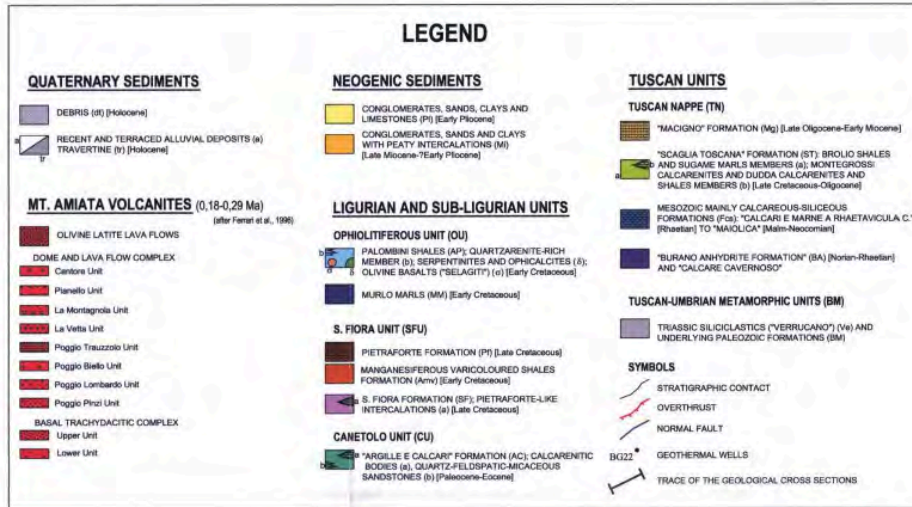 LEGEND
QUATERNARY SEDIMENTS
DEBRIS (dt) [Holocene]
a
tr
RECENT AND TERRACED ALLUVIAL DEPOSITS (a)
TRAVERTINE (tr) [Holocene]
MT. AMIATA VOLCANITES (0,18-0,29 Ma)
(after Ferrari et al., 1996)
OLIVINE LATITE LAVA FLOWS
DOME AND LAVA FLOW COMPLEX
Cantore Unit
Pianello Unit
La Montagnola Unit
La Vetta Unit
Poggio Trauzzolo Unit
Poggio Biello Unit
Poggio Lombardo Unit
Poggio Pinzi Unit
BASAL TRACHYDACITIC COMPLEX
Upper Unit
Lower Unit
NEOGENIC SEDIMENTS
CONGLOMERATES, SANDS, CLAYS AND
LIMESTONES (Pl) [Early Pliocene]
CONGLOMERATES, SANDS AND CLAYS
WITH PEATY INTERCALATIONS (Mi)
[Late Miocene-?Early Pliocene]
LIGURIAN AND SUB-LIGURIAN UNITS
OPHIOLITIFEROUS UNIT (OU)
b
σ
δ
PALOMBINI SHALES (AP); QUARTZARENITE-RICH
MEMBER (b); SERPENTINITES AND OPHICALCITES (δ);
OLIVINE BASALTS ("SELAGITI") (σ) [Early Cretaceous]
MURLO MARLS (MM) [Early Cretaceous]
S. FIORA UNIT (SFU)
PIETRAFORTE FORMATION (Pf) [Late Cretaceous]
MANGANESIFEROUS VARICOLOURED SHALES
FORMATION (Amv) [Early Cretaceous]
a
S. FIORA FORMATION (SF); PIETRAFORTE-LIKE
INTERCALATIONS (a) [Late Cretaceous]
CANETOLO UNIT (CU)
a
b
"ARGILLE E CALCARI" FORMATION (AC); CALCARENITIC
BODIES (a), QUARTZ-FELDSPATIC-MICACEOUS
SANDSTONES (b) [Paleocene-Eocene]
TUSCAN UNITS
TUSCAN NAPPE (TN)
"MACIGNO" FORMATION (Mg) [Late Oligocene-Early Miocene]
b
a
"SCAGLIA TOSCANA" FORMATION (ST): BROLIO SHALES
AND SUGAME MARLS MEMBERS (a); MONTEGROSSI
CALCARENITES AND DUDDA CALCARENITES AND
SHALES MEMBERS (b) [Late Cretaceous-Oligocene]
MESOZOIC MAINLY CALCAREOUS-SILICEOUS
FORMATIONS (Fcs): "CALCARI E MARNE A RHAETAVICULA C."
[Rhaetian] TO "MAIOLICA" [Malm-Neocomian]
"BURANO ANHYDRITE FORMATION" (BA) [Norian-Rhaetian]
AND "CALCARE CAVERNOSO"
TUSCAN-UMBRIAN METAMORPHIC UNITS (BM)
TRIASSIC SILICICLASTICS ("VERRUCANO") (Ve) AND
UNDERLYING PALEOZOIC FORMATIONS (BM)
SYMBOLS
STRATIGRAPHIC CONTACT
OVERTHRUST
NORMAL FAULT
BG22 GEOTHERMAL WELLS
TRACE OF THE GEOLOGICAL CROSS SECTIONS